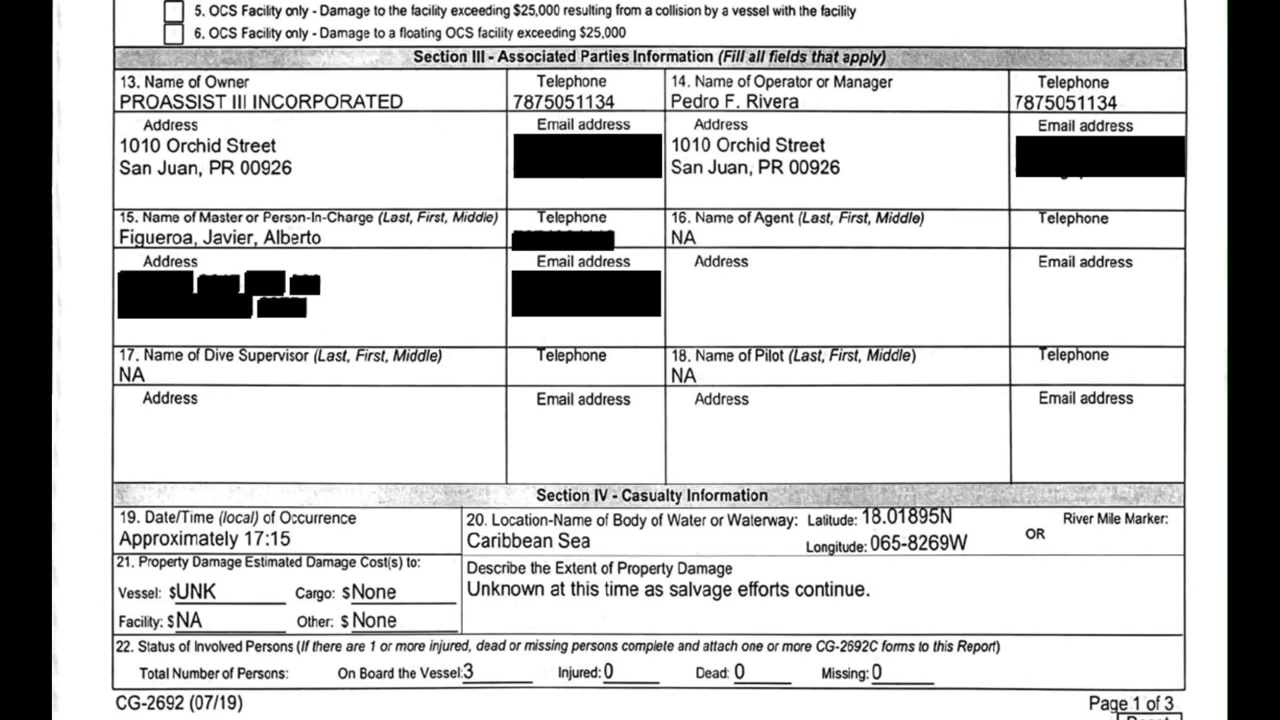 5. OCS Facility only - Damage to the facility exceeding $25,000 resulting from a collision by a vessel with the facility
6. OCS Facility only - Damage to a floating OCS facility exceeding $25,000
Section III - Associated Parties Information (Fill all fields that apply)
13. Name of Owner
PROASSIST III INCORPORATED
Telephone
7875051134
14. Name of Operator or Manager
Pedro F. Rivera
Telephone
7875051134
Address
1010 Orchid Street
San Juan, PR 00926
Email address
Address
1010 Orchid Street
San Juan, PR 00926
Email address
15. Name of Master or Person-In-Charge (Last, First, Middle)
Figueroa, Javier, Alberto
Telephone
16. Name of Agent (Last, First, Middle)
NA
Telephone
Address
Email address
Address
Email address
17. Name of Dive Supervisor (Last, First, Middle)
NA
Telephone
18. Name of Pilot (Last, First, Middle)
NA
Telephone
Address
Email address
Address
Email address
Section IV - Casualty Information
19. Date/Time (local) of Occurrence
Approximately 17:15
20. Location-Name of Body of Water or Waterway:
Caribbean Sea
Latitude: 18.01895N
Longitude: 065-8269W
OR
River Mile Marker:
21. Property Damage Estimated Damage Cost(s) to:
Vessel: $UNK Cargo: $None
Facility: $NA Other: $None
Describe the Extent of Property Damage
Unknown at this time as salvage efforts continue.
22. Status of Involved Persons (If there are 1 or more injured, dead or missing persons complete and attach one or more CG-2692C forms to this Report)
Total Number of Persons: On Board the Vessel:3 Injured:0 Dead: 0 Missing:0
CG-2692 (07/19)
Page 1 of 3